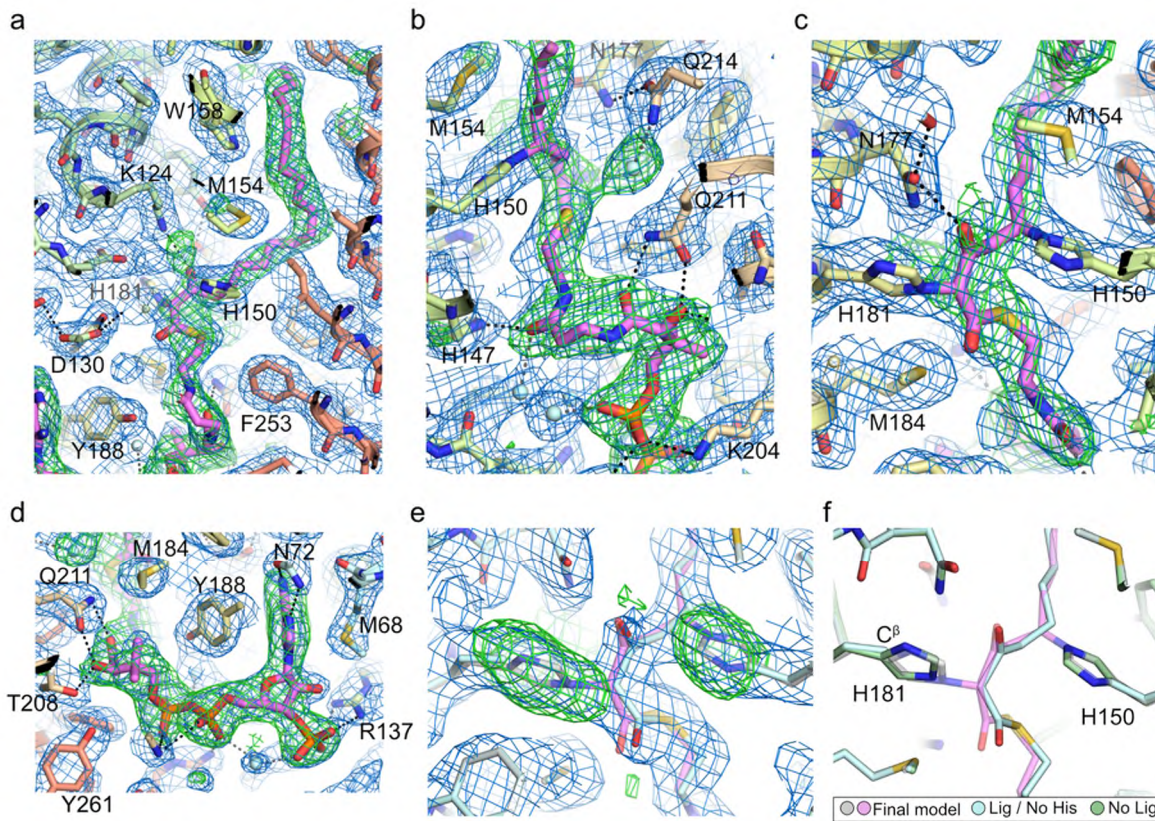 a
W158
K124
M154
H181
H150
D130
F253
Y188
b
N177
Q214
M154
H150
Q211
H147
K204
c
M154
N177
H150
H181
M184
d
M184
N72
Q211
Y188
M68
T208
R137
Y261
e
f
Cβ
H181
H150
Final model Lig / No His No Lig